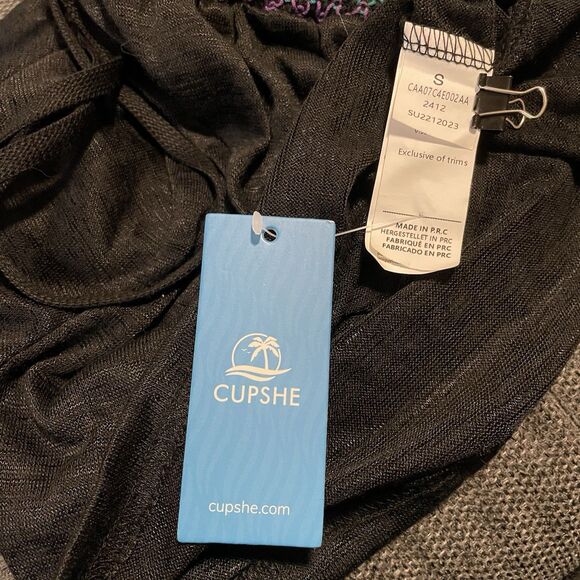 S
CAA07C4E002AA
2412
SU2212023
Exclusive of trims
MADE IN P.R.C
HERGESTELLET IN PRC
FABRIQUÉ EN PRC
FABRICADO EN PRC
CUPSHE
cupshe.com